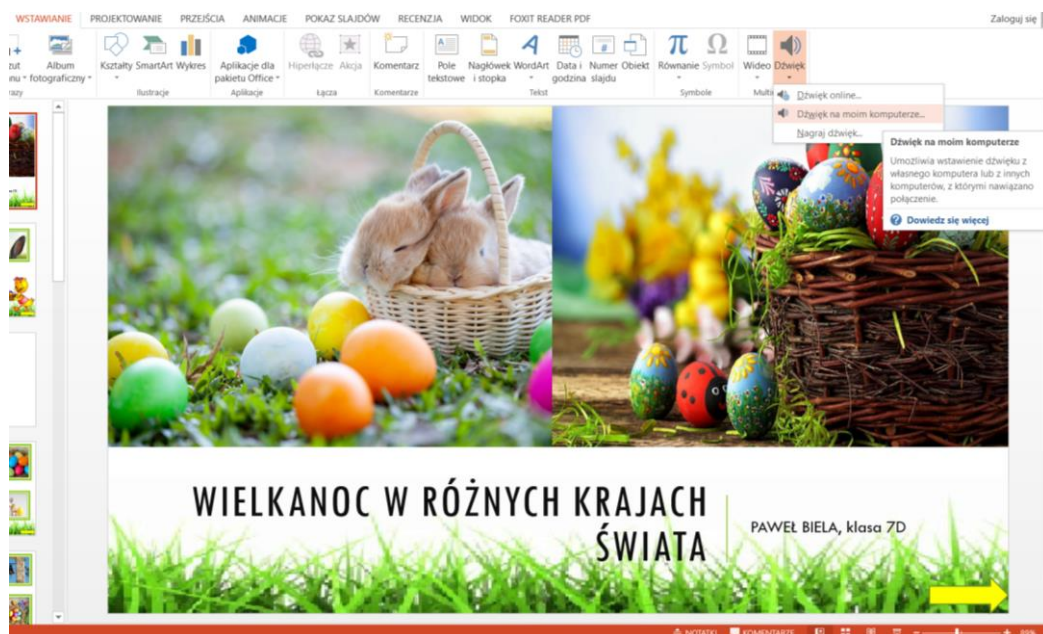 WSTAWIANIE PROJEKTOWANIE PRZEJŚCIA ANIMACJE POKAZ SLAJDÓW RECENZJA WIDOK FOXIT READER PDF Zaloguj się
Album fotograficzny
Kształty SmartArt Wykres
Aplikacje dla pakietu Office
Hiperłącze Akcja
Komentarz
Pole tekstowe
Nagłówek i stopka
WordArt
Data i godzina
Numer slajdu
Obiekt
Równanie Symbol
Wideo Dźwięk
Ilustracje Aplikacje Łącza Komentarze Tekst Symbole
Dźwięk online...
Dźwięk na moim komputerze...
Nagraj dźwięk...
Dźwięk na moim komputerze
Umożliwia wstawienie dźwięku z
własnego komputera lub z innych
komputerów, z którymi nawiązano
połączenie.
Dowiedz się więcej
WIELKANOC W RÓŻNYCH KRAJACH
ŚWIATA
PAWEŁ BIELA, klasa 7D
NOTATKI KOMENTARZE